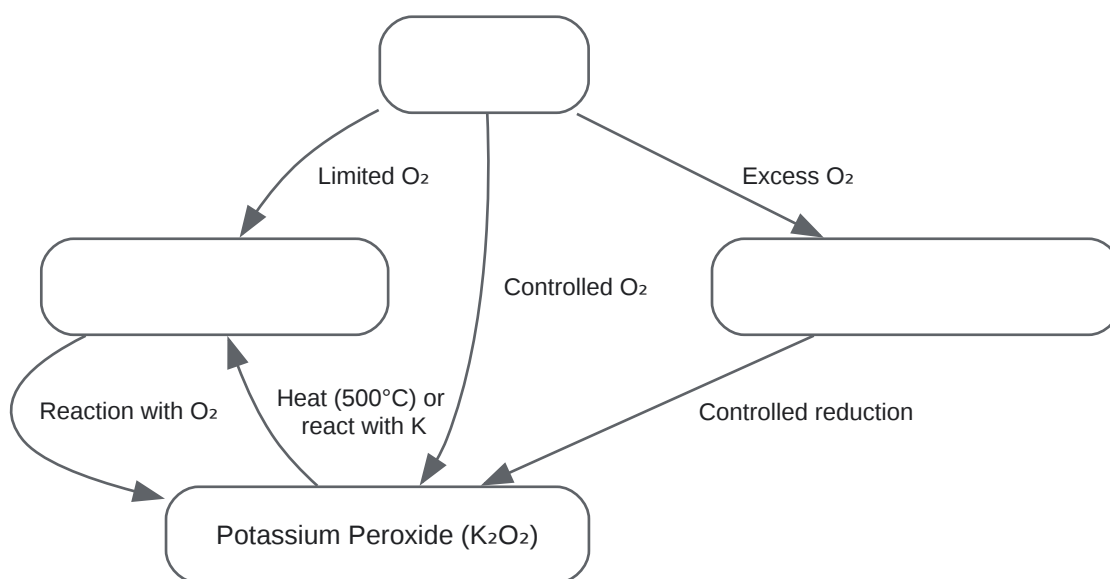 Limited O₂
Excess O₂
Controlled O₂
Reaction with O₂
Heat (500°C) or
react with K
Controlled reduction
Potassium Peroxide (K₂O₂)